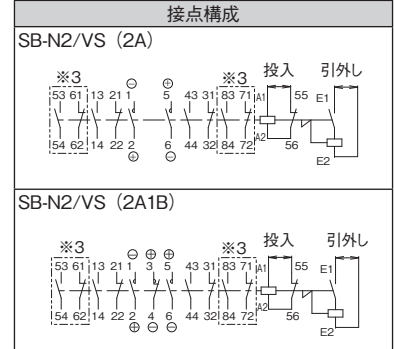 接点構成
SB-N2/VS（2A）
※3 ⊖ ⊕ ※3 投入 引外し
53 61 13 21 1 5 43 31 83 71 A1 55 E1
54 62 14 22 2 6 44 32 84 72 A2 56 E2
⊕ ⊖
SB-N2/VS（2A1B）
※3 ⊖ ⊕ ⊕ ※3 投入 引外し
53 61 13 21 1 3 5 43 31 83 71 A1 55 E1
54 62 14 22 2 4 6 44 32 84 72 A2 56 E2
⊕ ⊖ ⊖